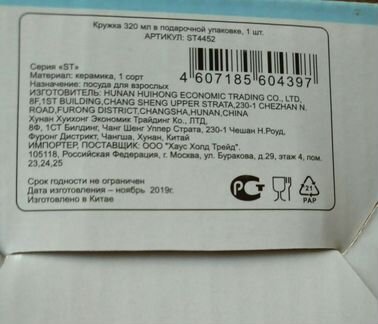 Кружка 320 мл в подарочной упаковке, 1 шт.
АРТИКУЛ: ST4452
Серия «ST»
Материал: керамика, 1 сорт
Назначение: посуда для взрослых
4 607185 604397
ИЗГОТОВИТЕЛЬ: HUNAN HUIHONG ECONOMIC TRADING CO., LTD,
8F,1ST BUILDING,CHANG SHENG UPPER STRATA,230-1 CHEZHAN N.
ROAD,FURONG DISTRICT,CHANGSHA,HUNAN,CHINA
Хунан Хуихонг Экономик Трайдинг Ко., ЛТД,
8Ф, 1СТ Билдинг, Чанг Шенг Уппер Страта, 230-1 Чешан Н.Роуд,
Фуронг Дистрикт, Чангша, Хунан, Китай
ИМПОРТЕР, ПОСТАВЩИК: ООО "Хаус Холд Трейд".
105118, Российская Федерация, г. Москва, ул. Буракова, д.29, этаж 4, пом.
23,24,25
Срок годности не ограничен
Дата изготовления – ноябрь 2019г.
Изготовлено в Китае
РСТ
21
PAP